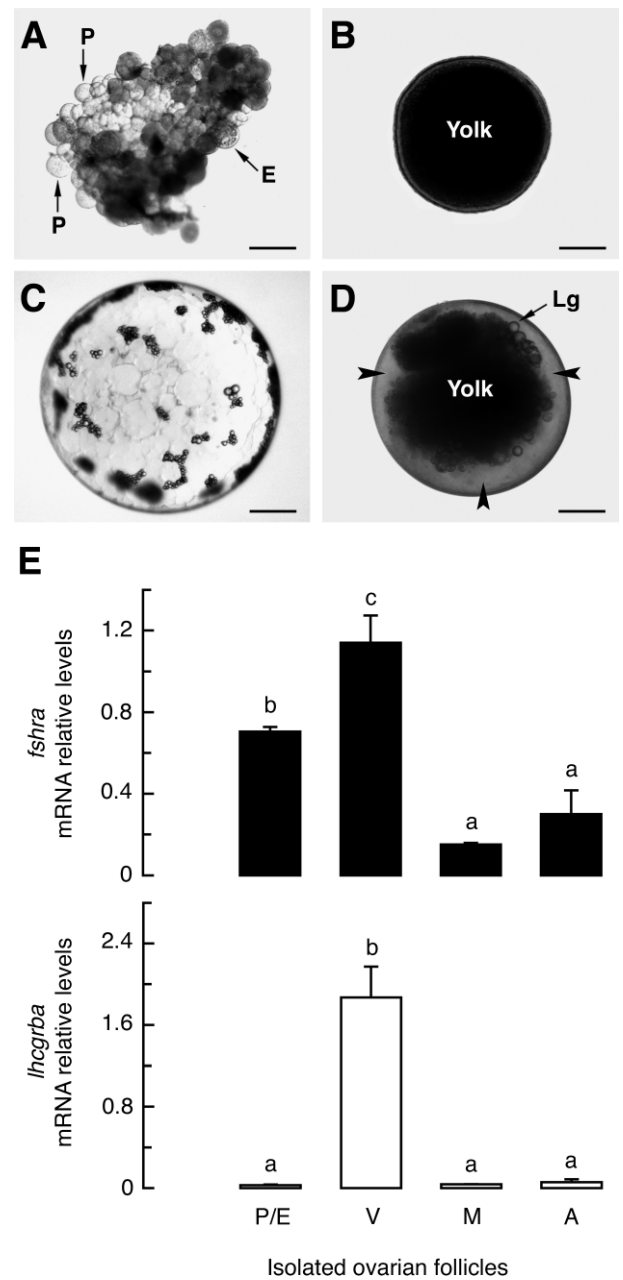 A
P
P
E
B
Yolk
C
D
Lg
Yolk
E
fshra
mRNA relative levels
1.2
0.8
0.4
0
b
c
a
a
lhcgrba
mRNA relative levels
2.4
1.6
0.8
0
a
b
a
a
P/E V M A
Isolated ovarian follicles